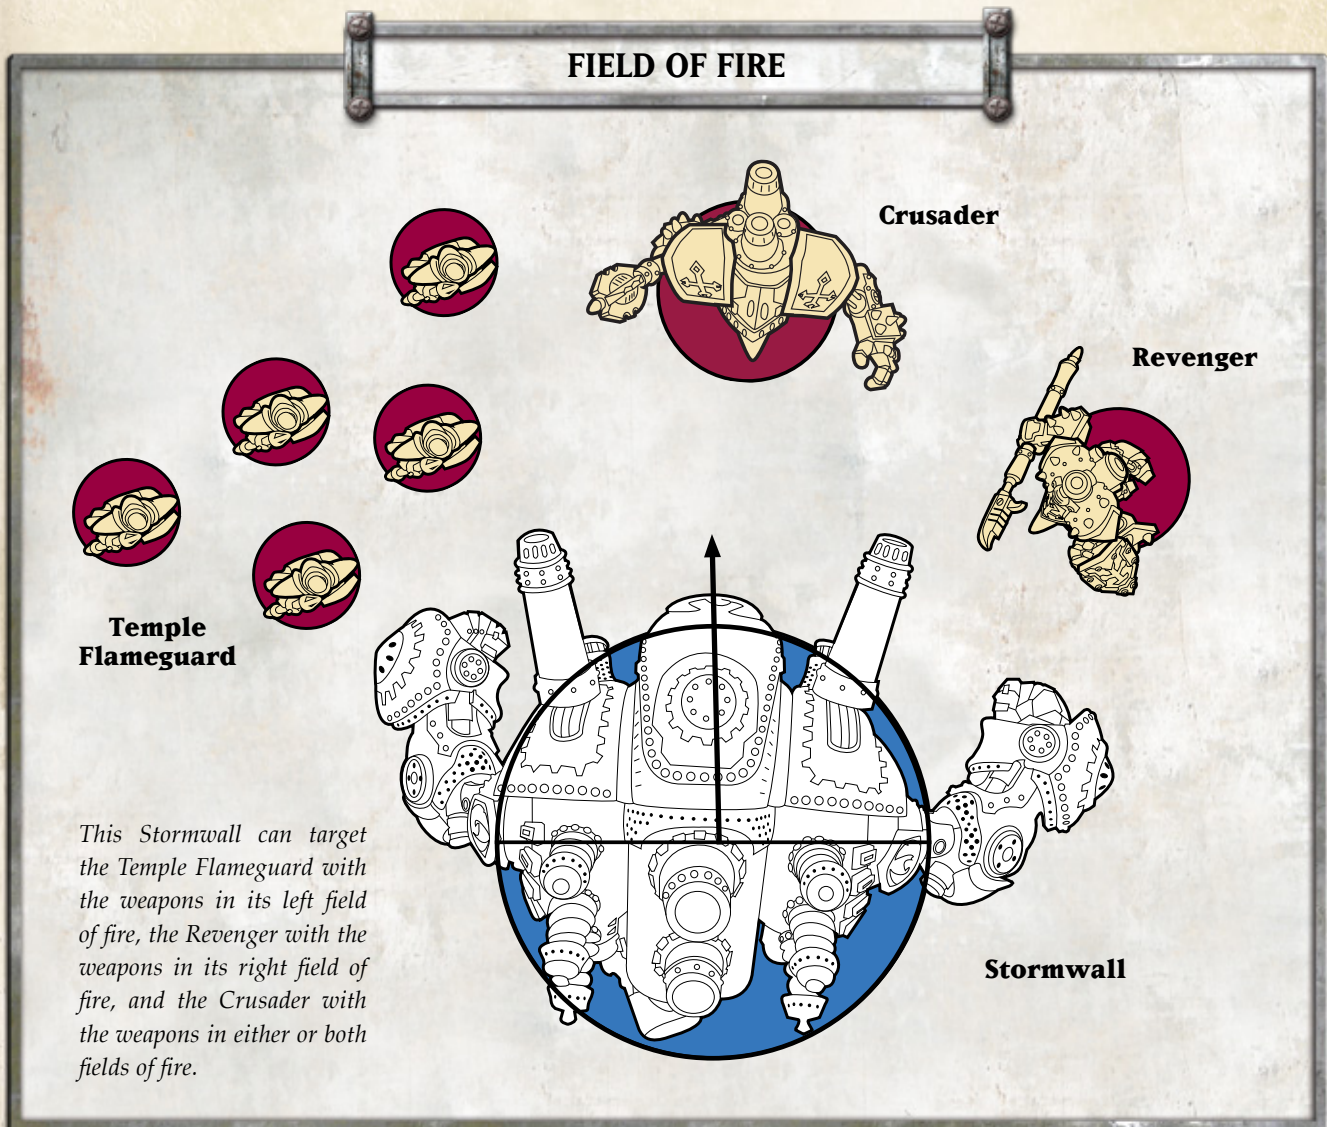 FIELD OF FIRE
Crusader
Revenger
Temple
Flameguard
This Stormwall can target
the Temple Flameguard with
the weapons in its left field
of fire, the Revenger with the
weapons in its right field of
fire, and the Crusader with
the weapons in either or both
fields of fire.
Stormwall